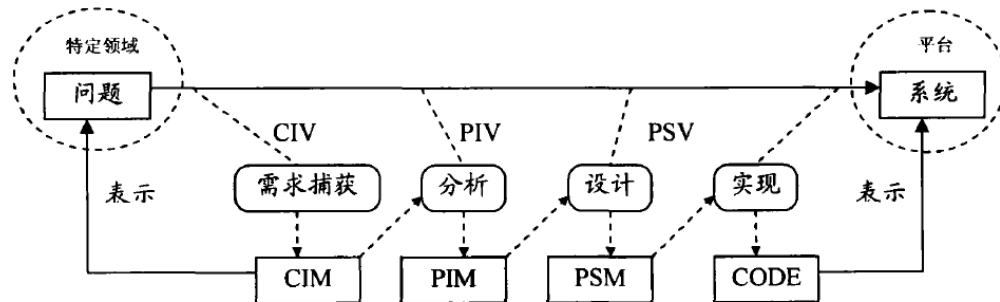 特定领域
平台
问题
系统
CIV
PIV
PSV
需求捕获
分析
设计
实现
表示
表示
CIM
PIM
PSM
CODE